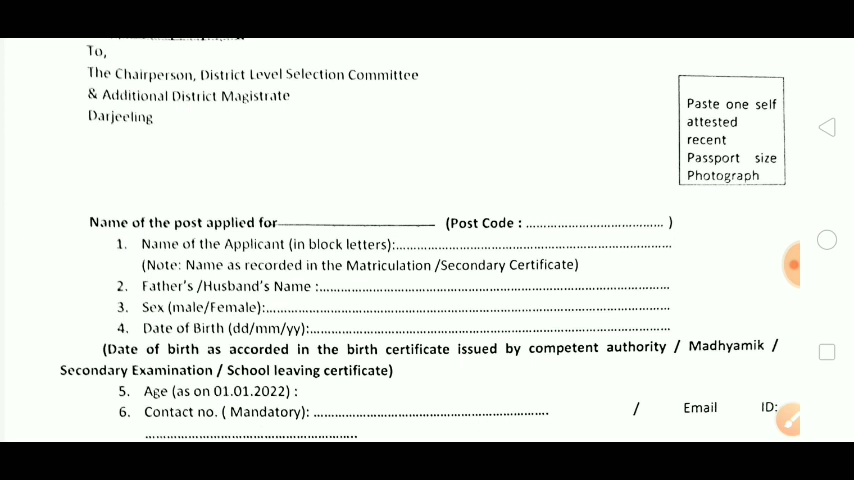 To,
The Chairperson, District Level Selection Committee
& Additional District Magistrate
Darjeeling
Paste one self
attested
recent
Passport size
Photograph
Name of the post applied for____________________ (Post Code : ....................................... )
1. Name of the Applicant (in block letters):...............................................................................
(Note: Name as recorded in the Matriculation /Secondary Certificate)
2. Father's /Husband's Name :....................................................................................................
3. Sex (male/Female):...................................................................................................................
4. Date of Birth (dd/mm/yy):.......................................................................................................
(Date of birth as accorded in the birth certificate issued by competent authority / Madhyamik /
Secondary Examination / School leaving certificate)
5. Age (as on 01.01.2022) :
6. Contact no. ( Mandatory): .................................................................. / Email ID:
............................................................